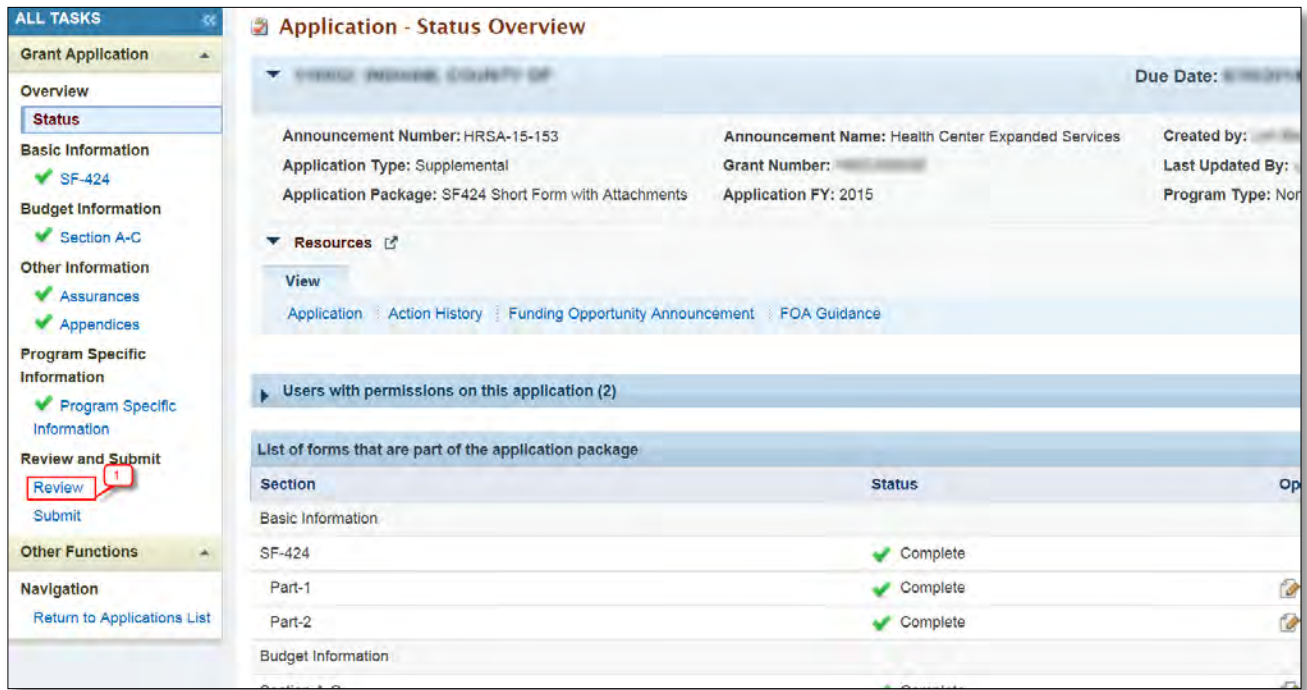 ALL TASKS
Grant Application
Overview
Status
Basic Information
SF-424
Budget Information
Section A-C
Other Information
Assurances
Appendices
Program Specific
Information
Program Specific
Information
Review and Submit
1
Review
Submit
Other Functions
Navigation
Return to Applications List
Application - Status Overview
Due Date:
Announcement Number: HRSA-15-153
Announcement Name: Health Center Expanded Services
Created by:
Application Type: Supplemental
Grant Number:
Last Updated By:
Application Package: SF424 Short Form with Attachments
Application FY: 2015
Program Type: Nor
Resources
View
Application
Action History
Funding Opportunity Announcement
FOA Guidance
Users with permissions on this application (2)
List of forms that are part of the application package
Section
Status
Op
Basic Information
SF-424
Complete
Part-1
Complete
Part-2
Complete
Budget Information